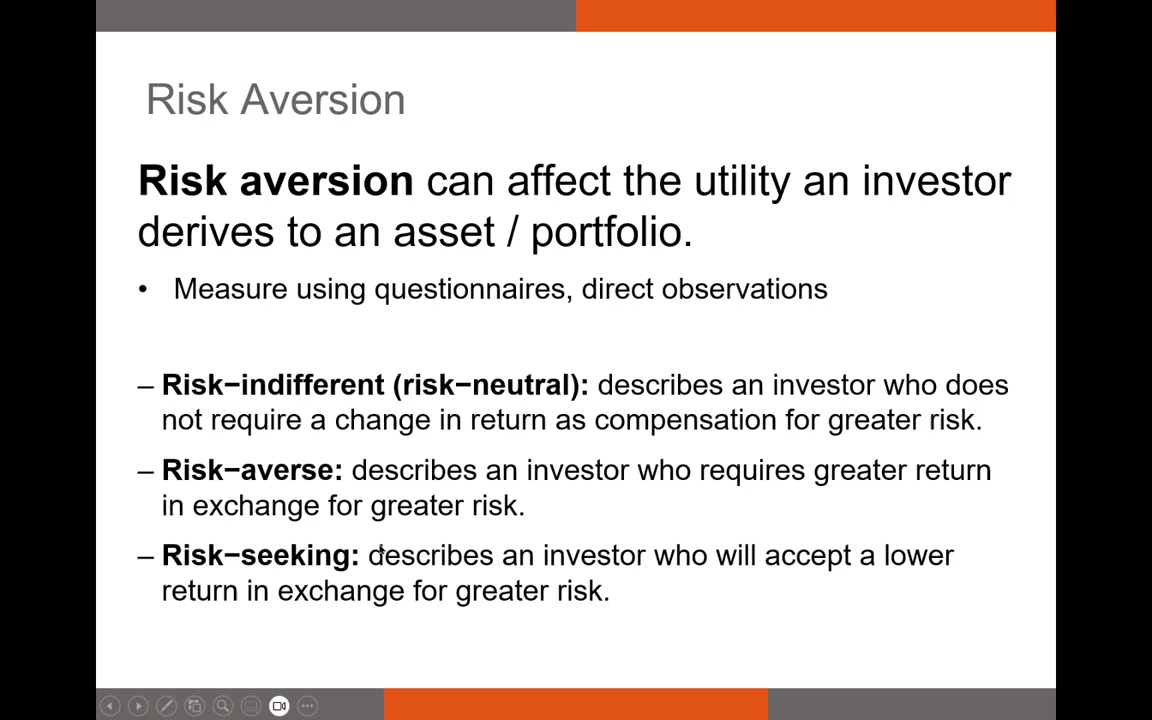 Risk Aversion
Risk aversion can affect the utility an investor
derives to an asset / portfolio.
• Measure using questionnaires, direct observations
– Risk−indifferent (risk−neutral): describes an investor who does
not require a change in return as compensation for greater risk.
– Risk−averse: describes an investor who requires greater return
in exchange for greater risk.
– Risk−seeking: describes an investor who will accept a lower
return in exchange for greater risk.